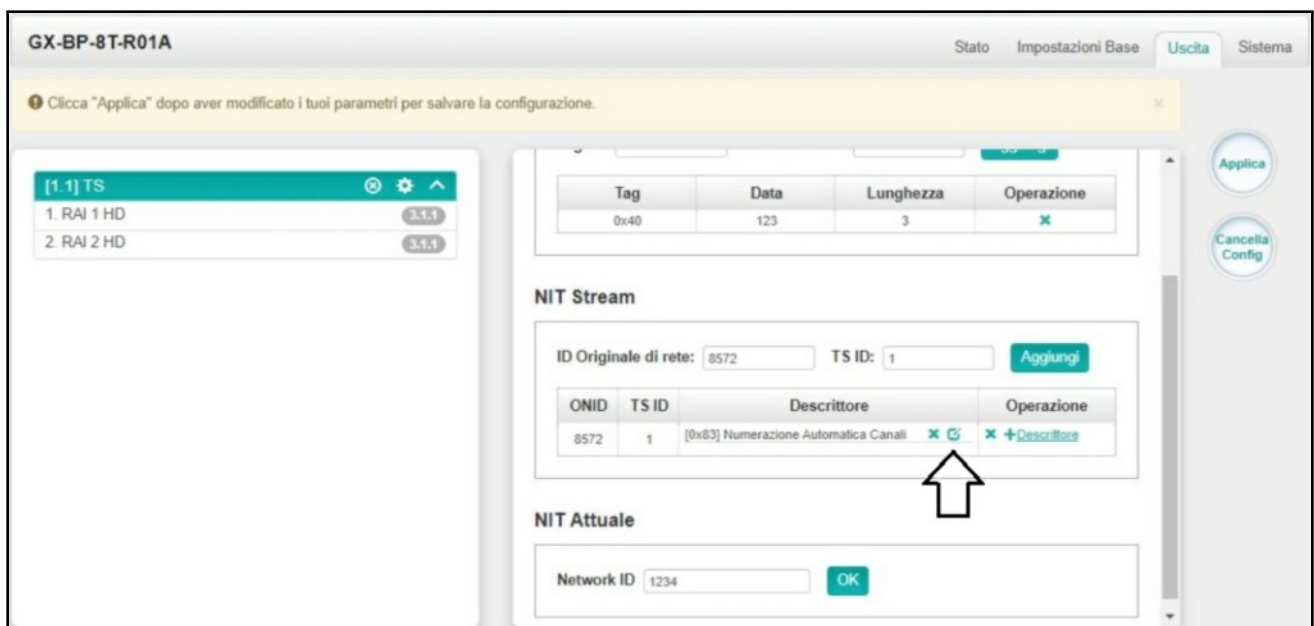 GX-BP-8T-R01A
Stato Impostazioni Base Uscita Sistema
Clicca "Applica" dopo aver modificato i tuoi parametri per salvare la configurazione.
Applica
Cancella
Config
[1.1] TS
1. RAI 1 HD 3.1.1
2. RAI 2 HD 3.1.1
Tag Data Lunghezza Operazione
0x40 123 3
NIT Stream
ID Originale di rete: 8572 TS ID: 1 Aggiungi
ONID TS ID Descrittore Operazione
8572 1 [0x83] Numerazione Automatica Canali +Descrittore
NIT Attuale
Network ID 1234 OK